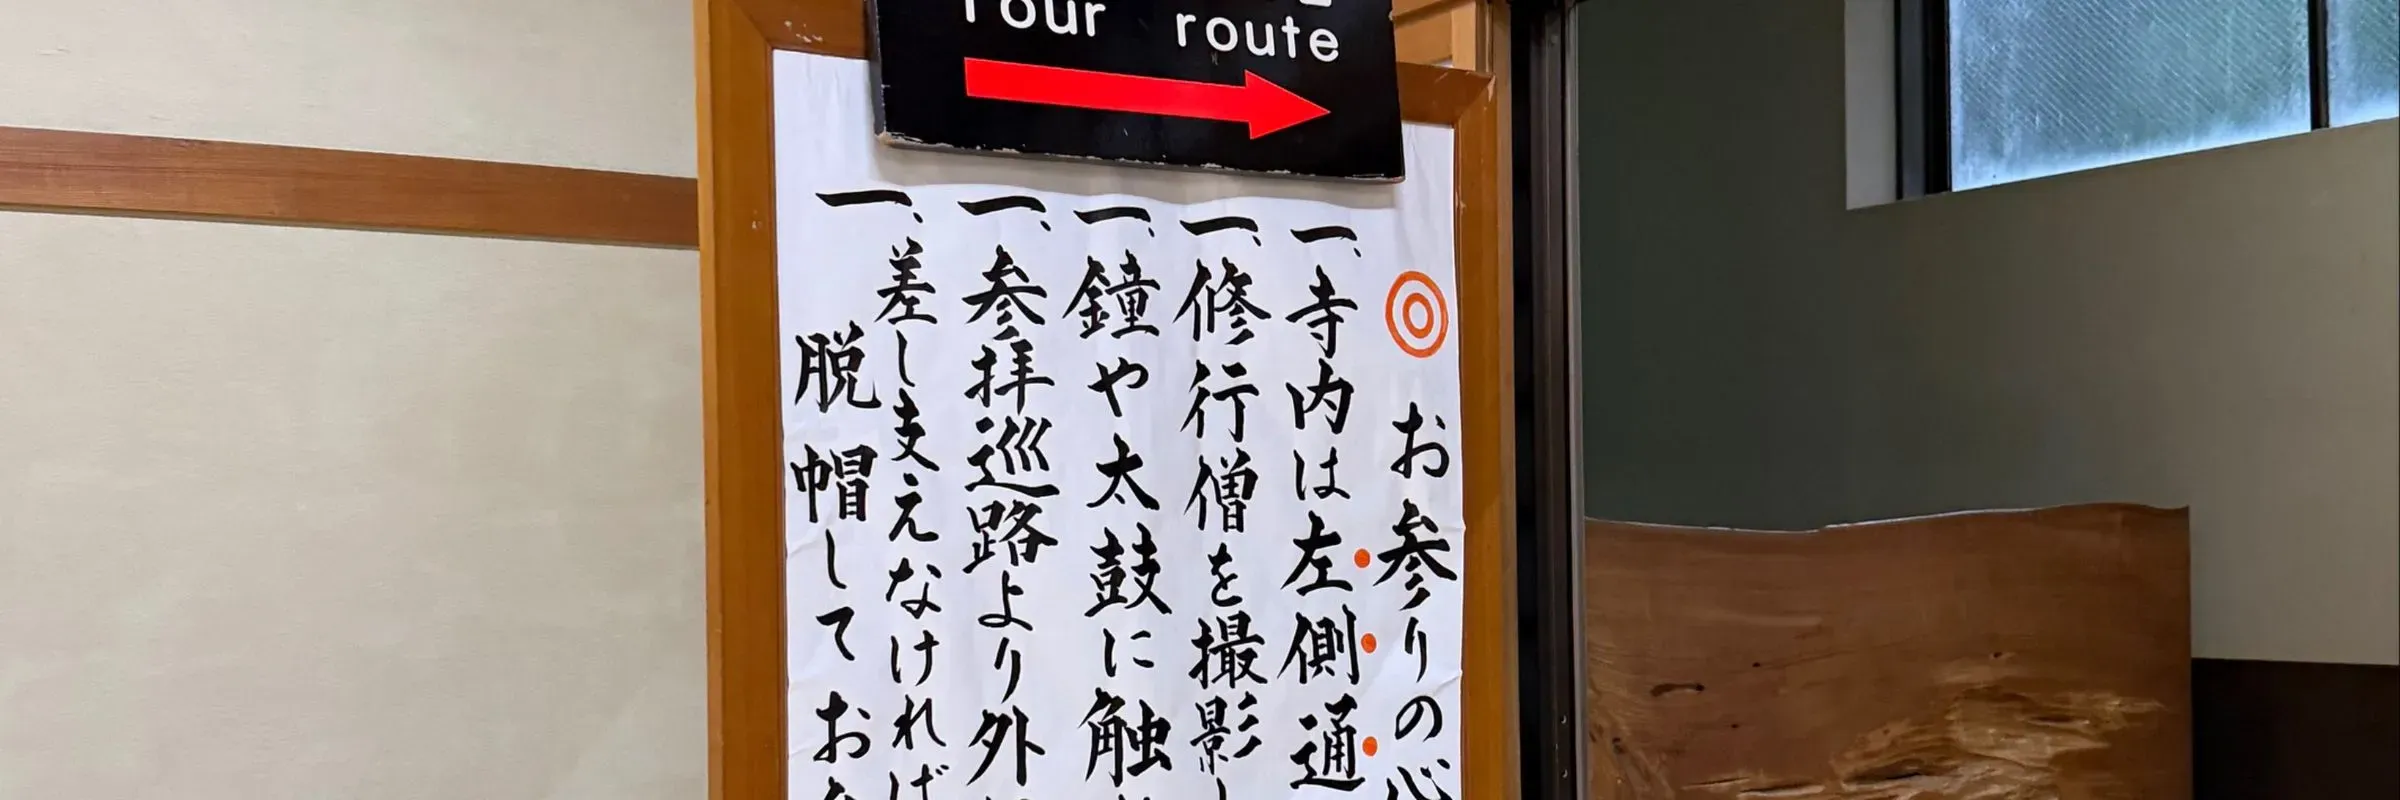 Tour route
お参りの心
一、寺内は左側通
一、修行僧を撮影し
一、鐘や太鼓に触
一、参拝巡路より外
一、差し支えなければ
脱帽してお